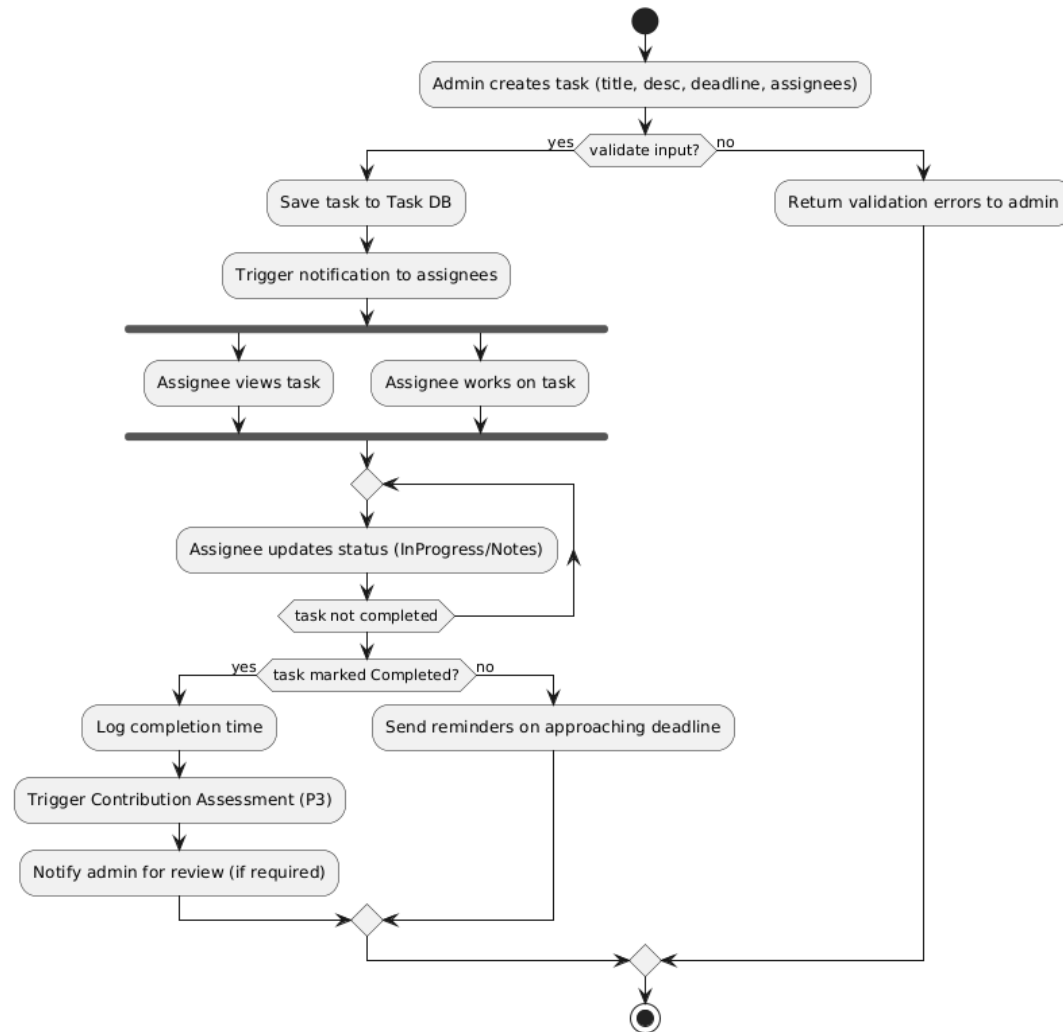 Admin creates task (title, desc, deadline, assignees)
yes
validate input?
no
Save task to Task DB
Return validation errors to admin
Trigger notification to assignees
Assignee views task
Assignee works on task
Assignee updates status (InProgress/Notes)
task not completed
yes
task marked Completed?
no
Log completion time
Send reminders on approaching deadline
Trigger Contribution Assessment (P3)
Notify admin for review (if required)